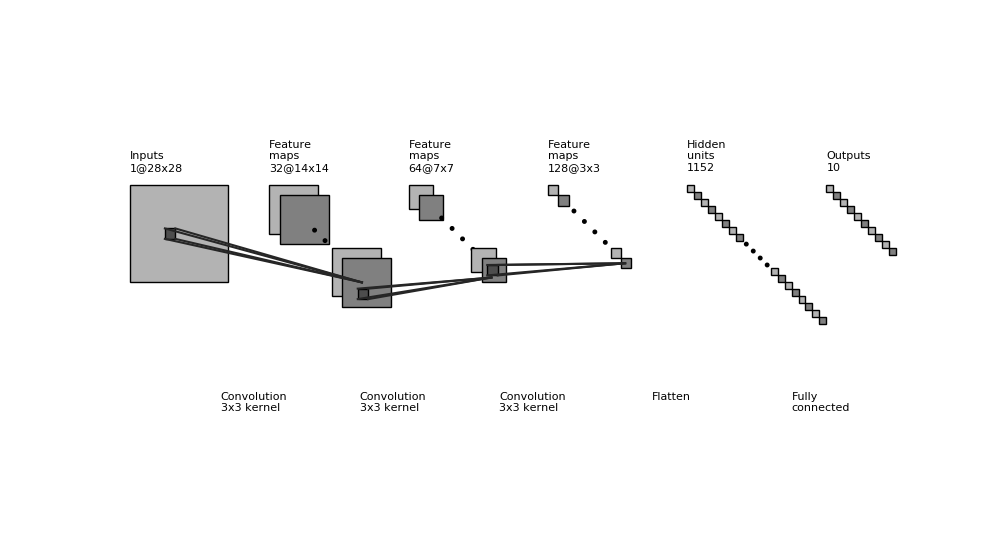 Inputs
1@28x28
Feature
maps
32@14x14
Feature
maps
64@7x7
Feature
maps
128@3x3
Hidden
units
1152
Outputs
10
Convolution
3x3 kernel
Convolution
3x3 kernel
Convolution
3x3 kernel
Flatten
Fully
connected